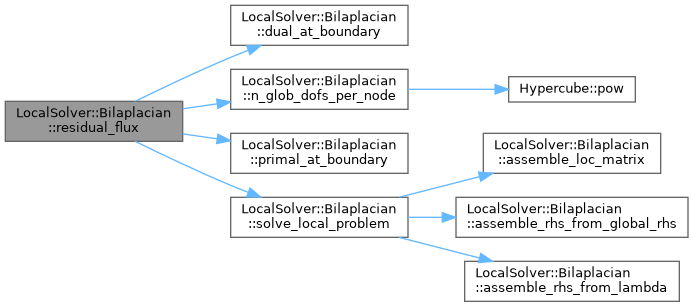 LocalSolver::Bilaplacian
::residual_flux
LocalSolver::Bilaplacian
::dual_at_boundary
LocalSolver::Bilaplacian
::n_glob_dofs_per_node
Hypercube::pow
LocalSolver::Bilaplacian
::primal_at_boundary
LocalSolver::Bilaplacian
::solve_local_problem
LocalSolver::Bilaplacian
::assemble_loc_matrix
LocalSolver::Bilaplacian
::assemble_rhs_from_global_rhs
LocalSolver::Bilaplacian
::assemble_rhs_from_lambda